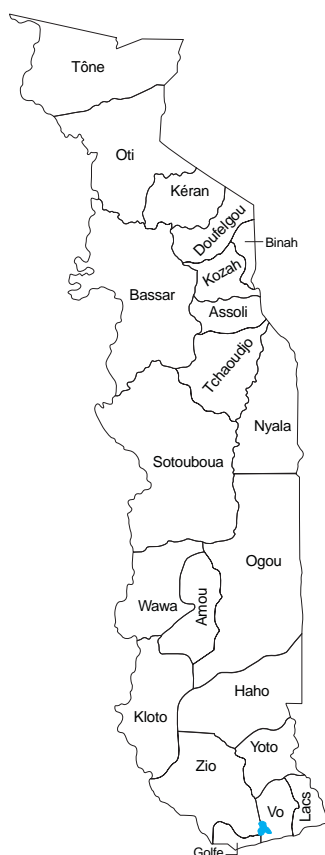 Tône
Oti
Kéran
Doufelgou
Binah
Kozah
Bassar
Assoli
Tchaoudjo
Nyala
Sotouboua
Ogou
Wawa
Amou
Haho
Kloto
Yoto
Zio
Vo
Lacs
Golfe